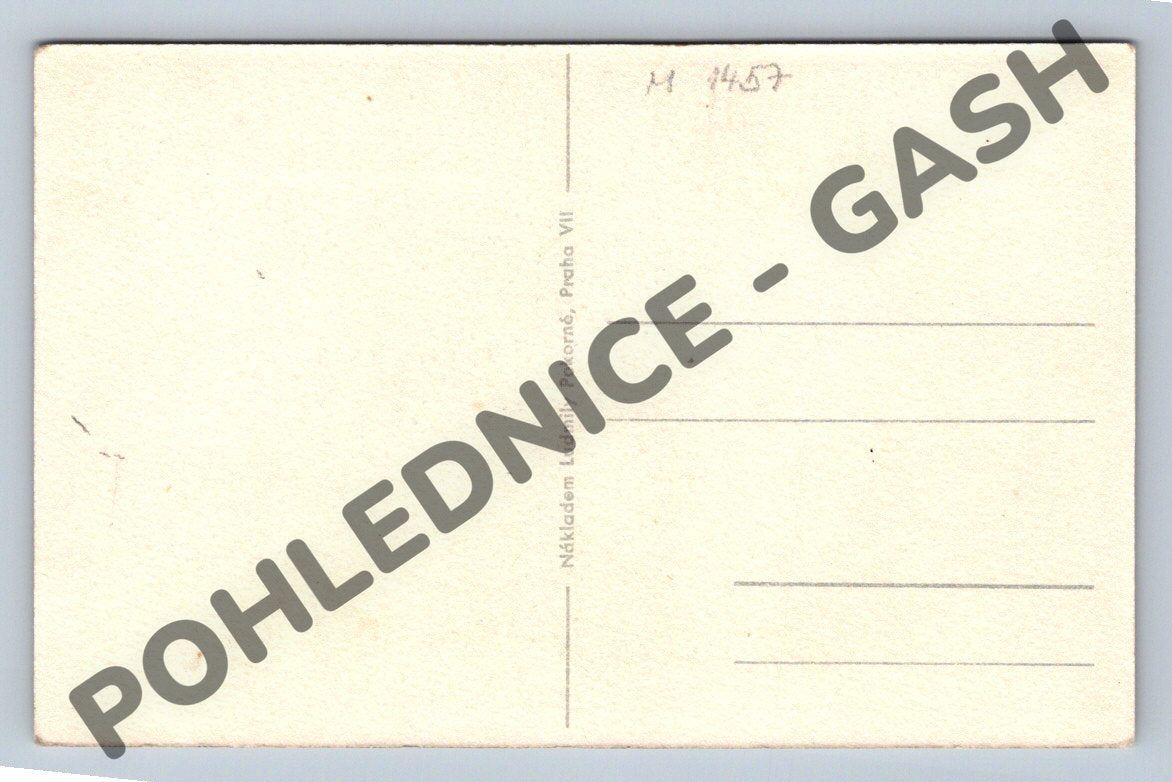 M 1457
Nákladem Ludmily Pokorné, Praha VII
POHLEDNICE - GASH